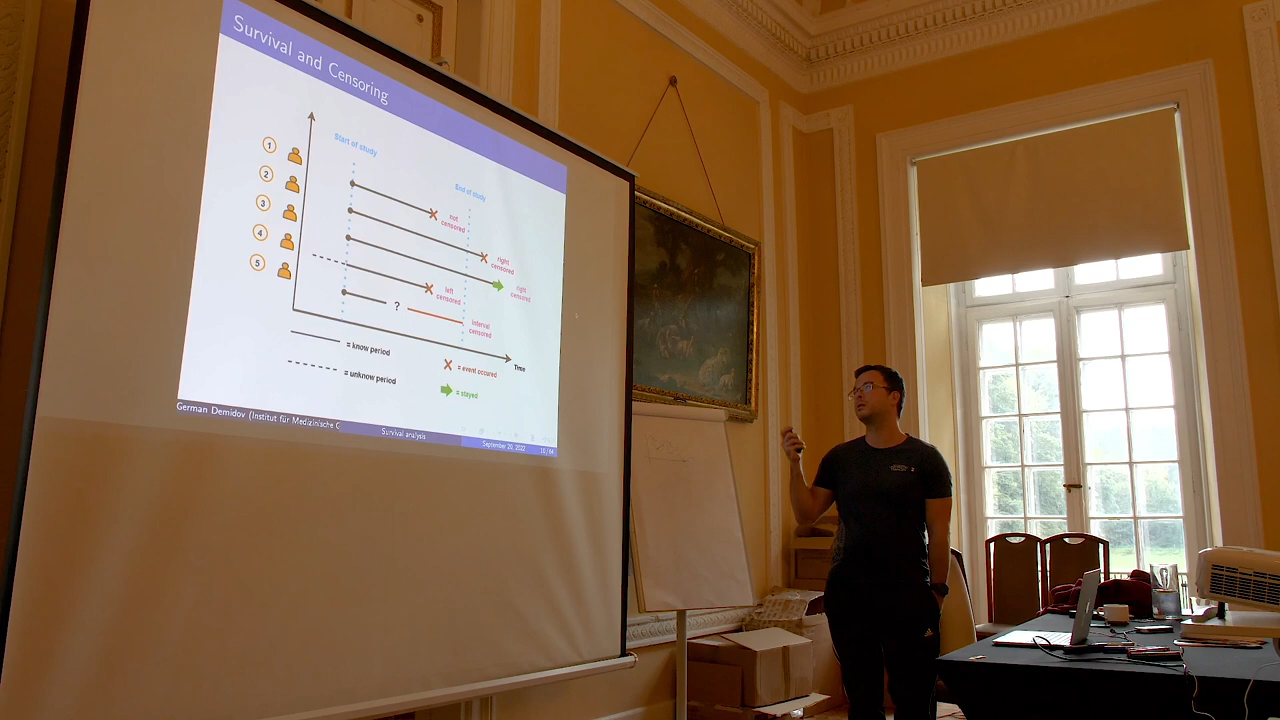 Survival and Censoring
Start of study
End of study
1
2
3
4
5
not
censored
right
censored
right
censored
left
censored
?
interval
censored
Time
= know period
= unknow period
= event occured
= stayed
German Demidov (Institut für Medizinische G
Survival analysis
September 20, 2022
10 / 64